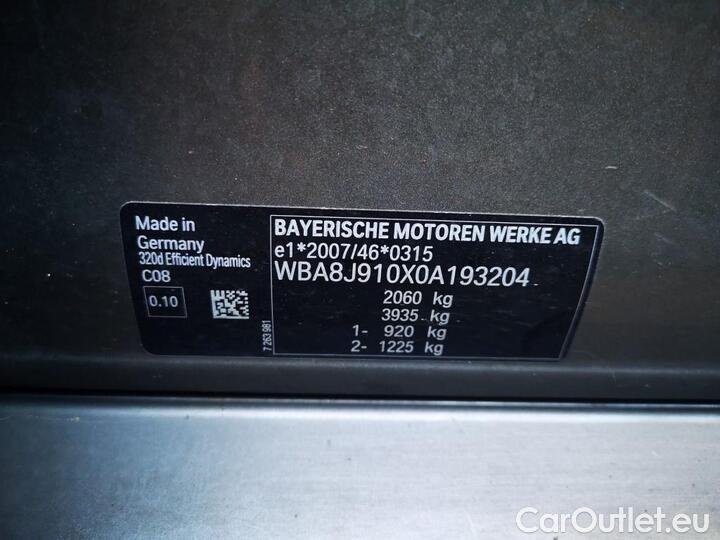 Made in
Germany
320d Efficient Dynamics
C08
0.10
7 263 981
BAYERISCHE MOTOREN WERKE AG
e1*2007/46*0315
WBA8J910X0A193204
2060 kg
3935 kg
1- 920 kg
2- 1225 kg
CarOutlet.eu